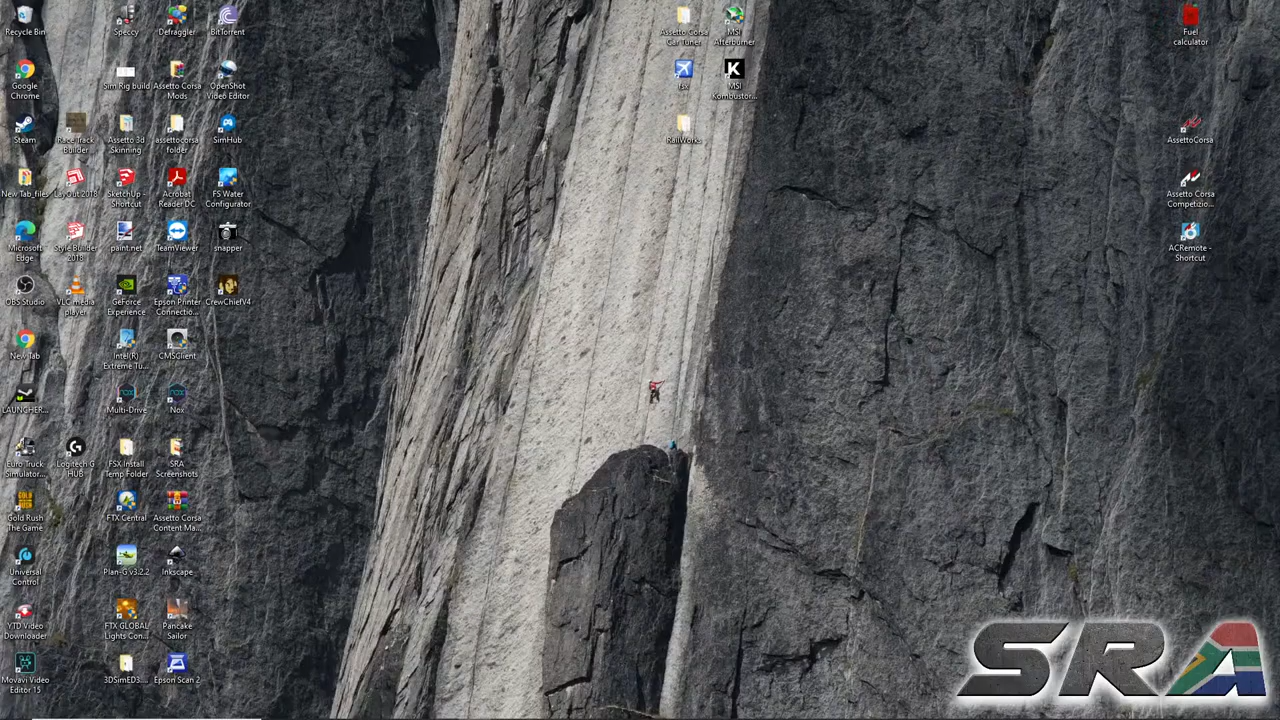 Recycle Bin
Speccy
Defraggler
BitTorrent
Assetto Corsa
Car Tuner
MSI
Afterburner
Fuel
calculator
Google
Chrome
Sim Rig build
Assetto Corsa
Mods
OpenShot
Video Editor
fsx
MSI
Kombustor...
Steam
Race Track
Builder
Assetto 3d
Skinning
assettocorsa
folder
SimHub
RailWorks
AssettoCorsa
New Tab_files
LayOut 2018
SketchUp -
Shortcut
Acrobat
Reader DC
FS Water
Configurator
Assetto Corsa
Competizio...
Microsoft
Edge
Style Builder
2018
paint.net
TeamViewer
snapper
ACRemote -
Shortcut
OBS Studio
VLC media
player
GeForce
Experience
Epson Printer
Connectio...
CrewChiefV4
New Tab
Intel(R)
Extreme Tu...
CMSClient
LAUNCHER...
Multi-Drive
Nox
Euro Truck
Simulator...
Logitech G
HUB
FSX Install
Temp Folder
SRA
Screenshots
GOLD
Gold Rush
The Game
FTX Central
Assetto Corsa
Content Ma...
Universal
Control
Plan-G v3.2.2
Inkscape
YTD Video
Downloader
FTX GLOBAL
Lights Con...
Pancake
Sailor
Movavi Video
Editor 15
3DSimED3....
Epson Scan 2
SRA